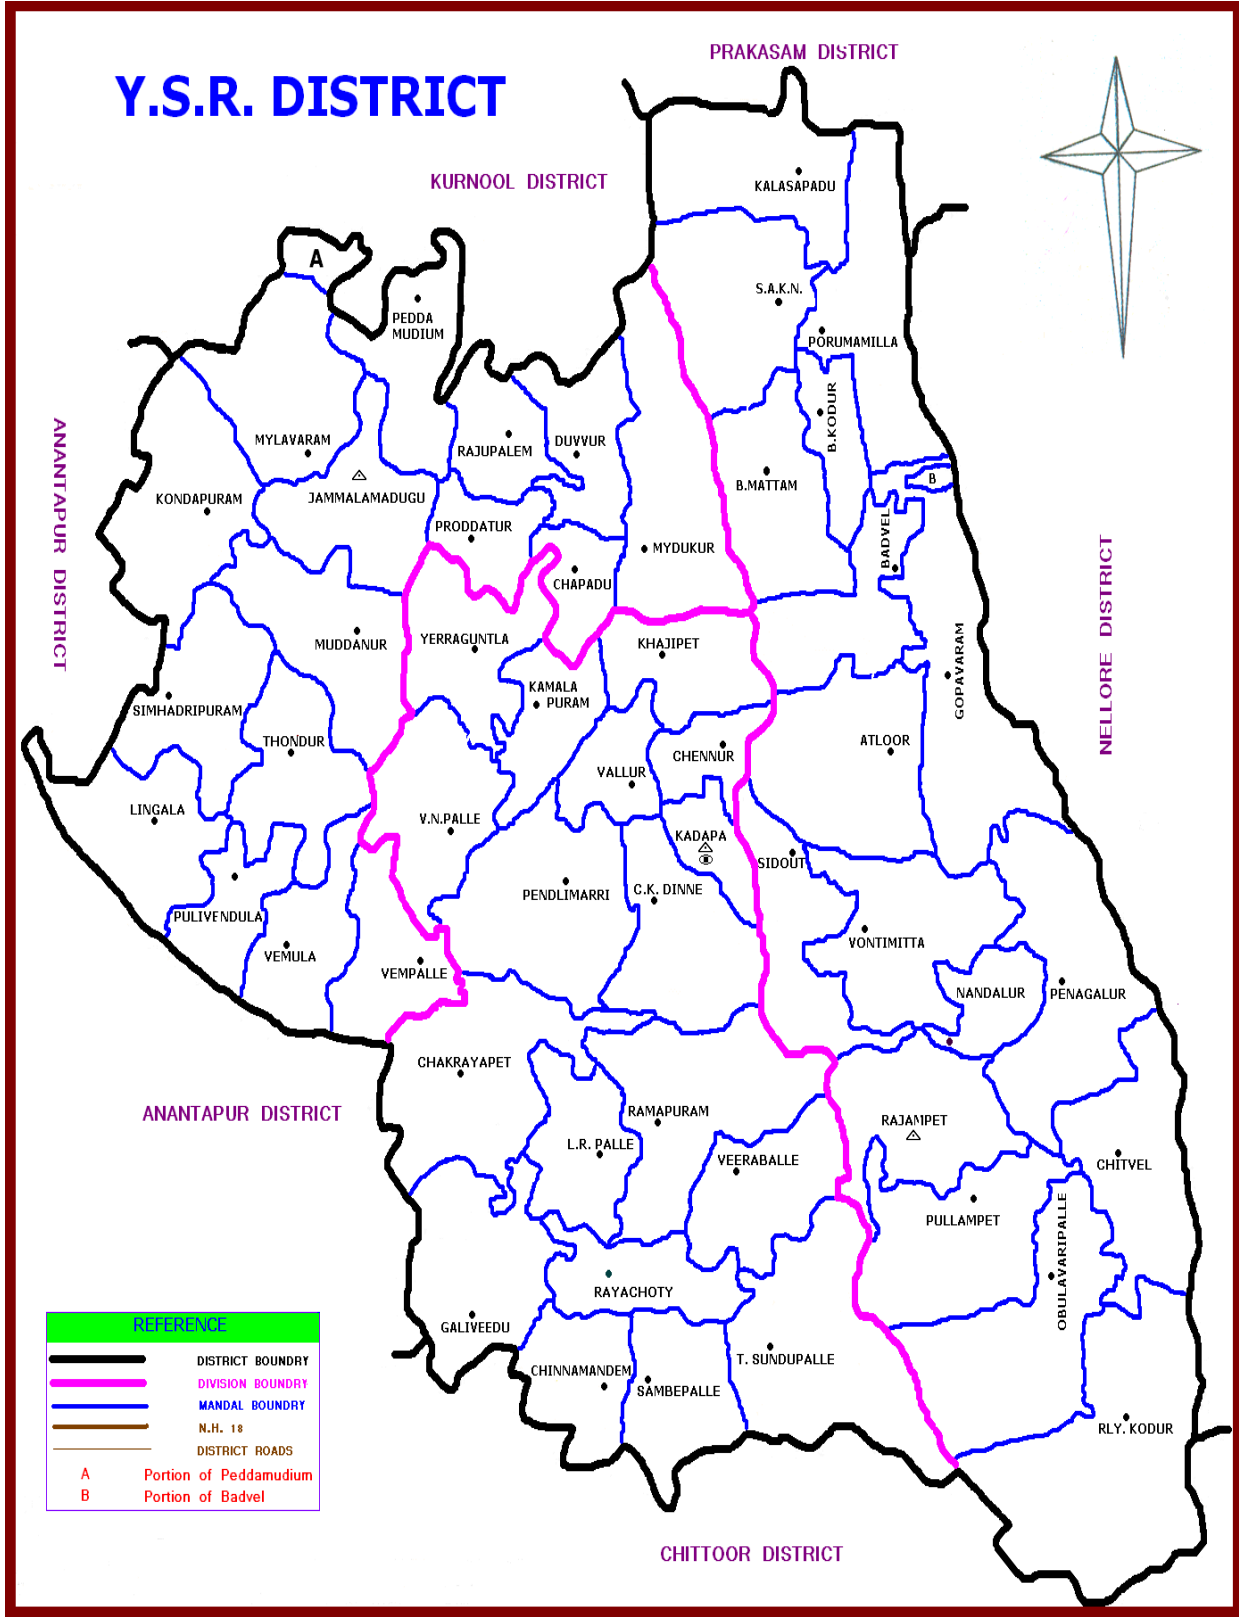 PRAKASAM DISTRICT
Y.S.R. DISTRICT
KURNOOL DISTRICT
KALASAPADU
A
S.A.K.N.
PEDDA
MUDIUM
PORUMAMILLA
B.KODUR
MYLAVARAM
RAJUPALEM
DUVVUR
ANANTAPUR DISTRICT
B.MATTAM
B
KONDAPURAM
JAMMALAMADUGU
PRODDATUR
MYDUKUR
BADVEL
CHAPADU
NELLORE DISTRICT
MUDDANUR
YERRAGUNTLA
KHAJIPET
GOPAVARAM
KAMALA
PURAM
SIMHADRIPURAM
THONDUR
ATLOOR
CHENNUR
VALLUR
LINGALA
V.N.PALLE
KADAPA
SIDOUT
PENDLIMARRI
C.K. DINNE
PULIVENDULA
VONTIMITTA
VEMULA
VEMPALLE
NANDALUR
PENAGALUR
CHAKRAYAPET
ANANTAPUR DISTRICT
RAMAPURAM
RAJAMPET
L.R. PALLE
VEERABALLE
CHITVEL
PULLAMPET
OBULAVARIPALLE
RAYACHOTY
GALIVEEDU
T. SUNDUPALLE
CHINNAMANDEM
SAMBEPALLE
RLY. KODUR
REFERENCE
DISTRICT BOUNDRY
DIVISION BOUNDRY
MANDAL BOUNDRY
N.H. 18
DISTRICT ROADS
A Portion of Peddamudium
B Portion of Badvel
CHITTOOR DISTRICT